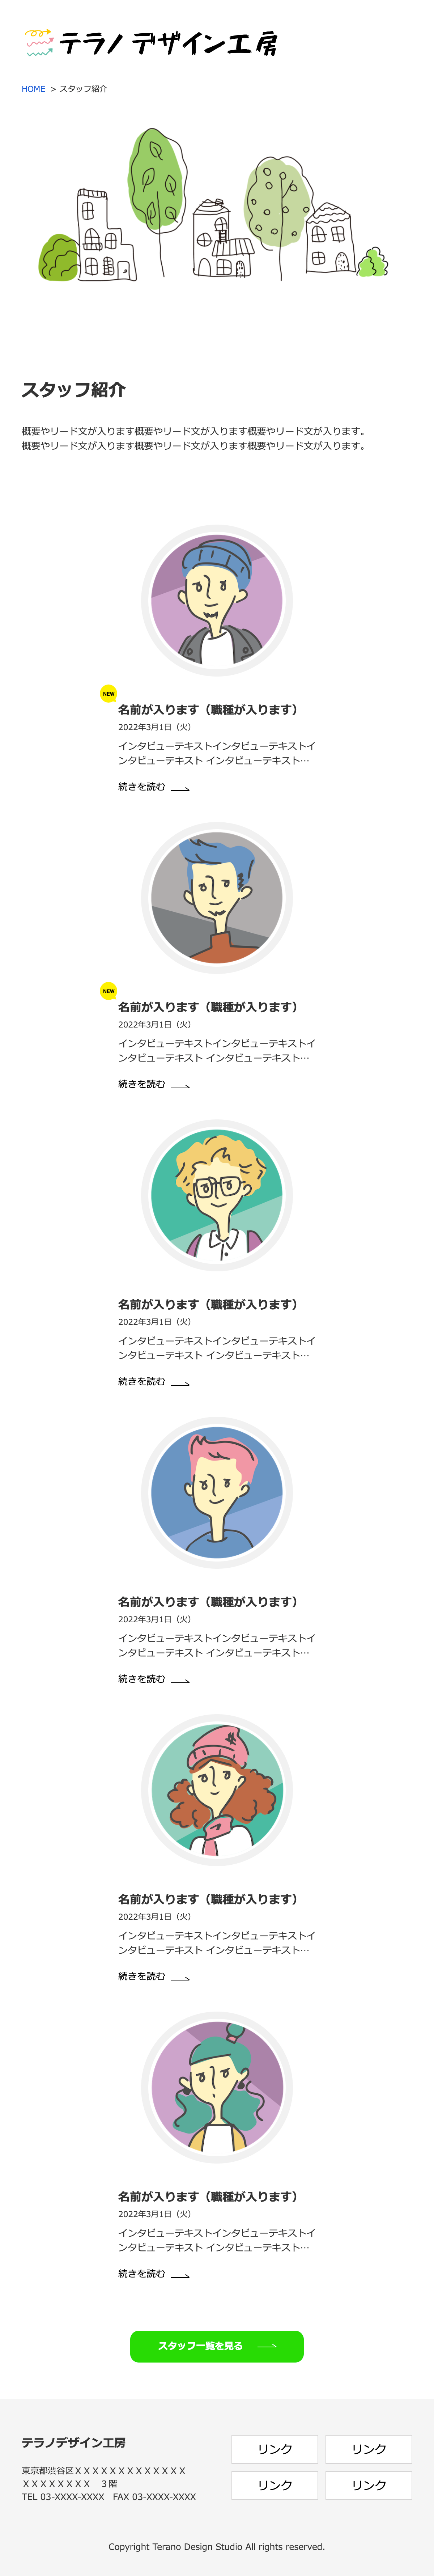 テラノ デザイン工房
HOME > スタッフ紹介
スタッフ紹介
概要やリード文が入ります概要やリード文が入ります概要やリード文が入ります。
概要やリード文が入ります概要やリード文が入ります概要やリード文が入ります。
NEW
名前が入ります（職種が入ります）
2022年3月1日（火）
インタビューテキストインタビューテキストイ
ンタビューテキスト インタビューテキスト…
続きを読む
NEW
名前が入ります（職種が入ります）
2022年3月1日（火）
インタビューテキストインタビューテキストイ
ンタビューテキスト インタビューテキスト…
続きを読む
名前が入ります（職種が入ります）
2022年3月1日（火）
インタビューテキストインタビューテキストイ
ンタビューテキスト インタビューテキスト…
続きを読む
名前が入ります（職種が入ります）
2022年3月1日（火）
インタビューテキストインタビューテキストイ
ンタビューテキスト インタビューテキスト…
続きを読む
名前が入ります（職種が入ります）
2022年3月1日（火）
インタビューテキストインタビューテキストイ
ンタビューテキスト インタビューテキスト…
続きを読む
名前が入ります（職種が入ります）
2022年3月1日（火）
インタビューテキストインタビューテキストイ
ンタビューテキスト インタビューテキスト…
続きを読む
スタッフ一覧を見る
テラノデザイン工房
東京都渋谷区ＸＸＸＸＸＸＸＸＸＸＸＸＸ
ＸＸＸＸＸＸＸＸ　３階
TEL 03-XXXX-XXXX　FAX 03-XXXX-XXXX
リンク リンク
リンク リンク
Copyright Terano Design Studio All rights reserved.